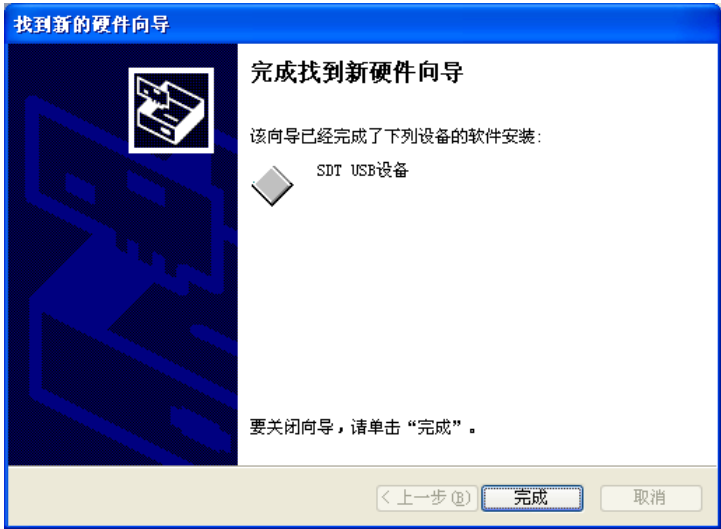 找到新的硬件向导
完成找到新硬件向导
该向导已经完成了下列设备的软件安装:
SDT USB设备
要关闭向导，请单击“完成”。
< 上一步(B) 完成 取消